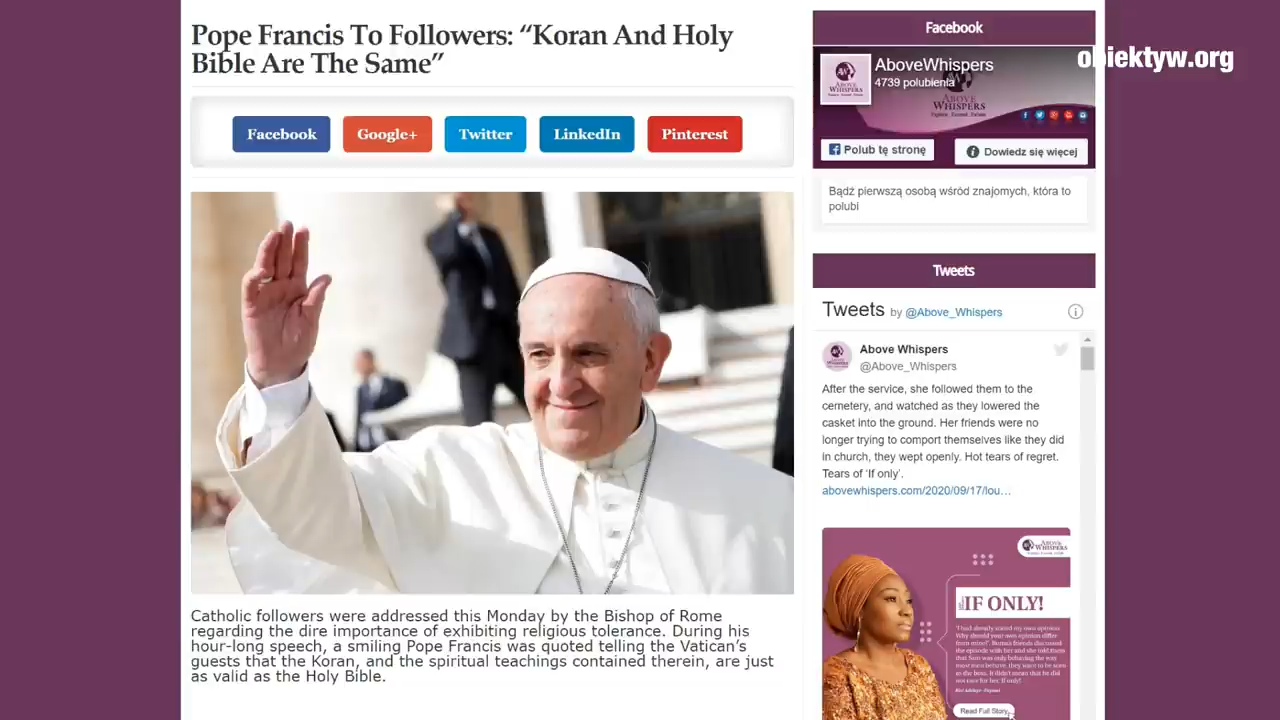 Pope Francis To Followers: “Koran And Holy
Bible Are The Same”
Facebook
Google+
Twitter
LinkedIn
Pinterest
Catholic followers were addressed this Monday by the Bishop of Rome
regarding the dire importance of exhibiting religious tolerance. During his
hour-long a smiling Pope Francis was quoted telling the Vatican’s
guests that the Koran, and the spiritual teachings contained therein, are just
as valid as the Holy Bible.
Facebook
obiektyw.org
AboveWhispers
4739 polubienia
ABOVE
WHISPERS
Polub tę stronę
Dowiedz się więcej
Bądź pierwszą osobą wśród znajomych, która to
polubi
Tweets
Tweets by @Above_Whispers
Above Whispers
@Above_Whispers
After the service, she followed them to the
cemetery, and watched as they lowered the
casket into the ground. Her friends were no
longer trying to comport themselves like they did
in church, they wept openly. Hot tears of regret.
Tears of ‘If only’.
abovewhispers.com/2020/09/17/lou…
ABOVE
WHISPERS
IF ONLY!
Read Full Story